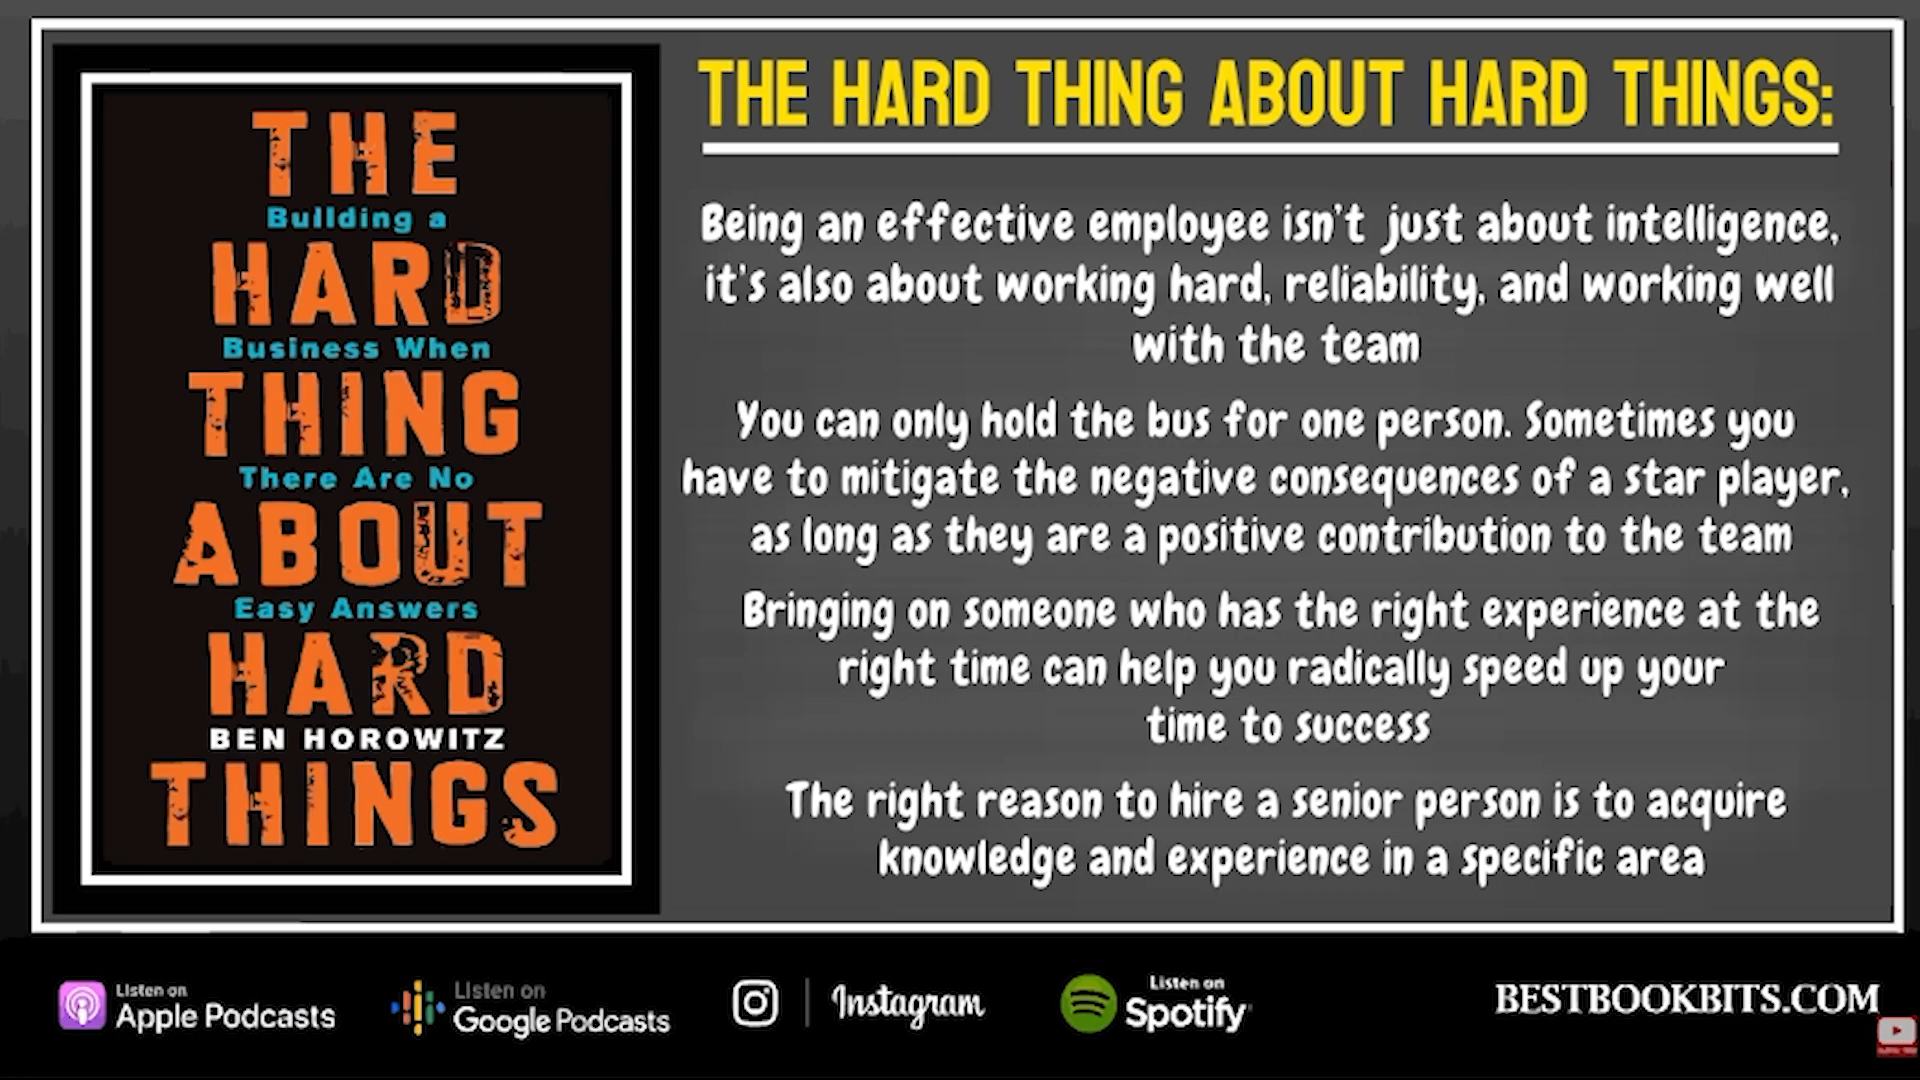 THE
Building a
HARD
Business When
THING
There Are No
ABOUT
Easy Answers
HARD
BEN HOROWITZ
THINGS
THE HARD THING ABOUT HARD THINGS:
Being an effective employee isn't just about intelligence,
it's also about working hard, reliability, and working well
with the team
You can only hold the bus for one person. Sometimes you
have to mitigate the negative consequences of a star player,
as long as they are a positive contribution to the team
Bringing on someone who has the right experience at the
right time can help you radically speed up your
time to success
The right reason to hire a senior person is to acquire
knowledge and experience in a specific area
Listen on
Apple Podcasts
Listen on
Google Podcasts
Instagram
Listen on
Spotify
BESTBOOKBITS.COM